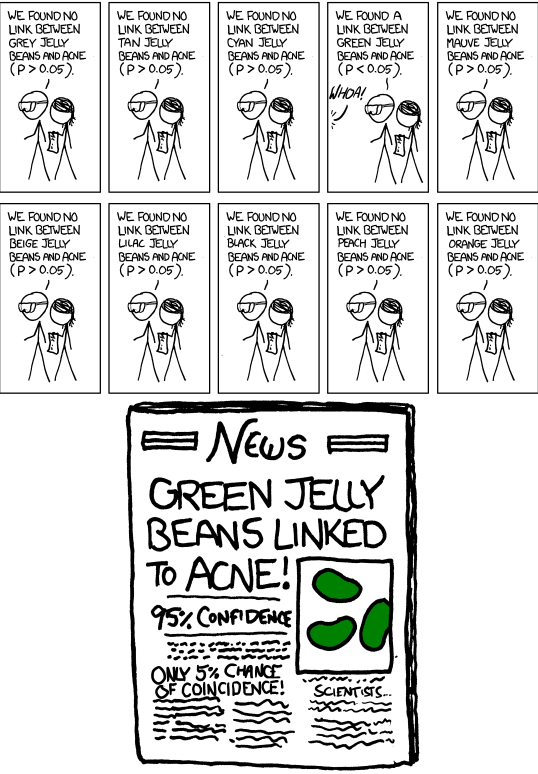 WE FOUND NO
LINK BETWEEN
GREY JELLY
BEANS AND ACNE
(P > 0.05).
WE FOUND NO
LINK BETWEEN
TAN JELLY
BEANS AND ACNE
(P > 0.05).
WE FOUND NO
LINK BETWEEN
CYAN JELLY
BEANS AND ACNE
(P > 0.05).
WE FOUND A
LINK BETWEEN
GREEN JELLY
BEANS AND ACNE
(P < 0.05).
WHOA!
WE FOUND NO
LINK BETWEEN
MAUVE JELLY
BEANS AND ACNE
(P > 0.05).
WE FOUND NO
LINK BETWEEN
BEIGE JELLY
BEANS AND ACNE
(P > 0.05).
WE FOUND NO
LINK BETWEEN
LILAC JELLY
BEANS AND ACNE
(P > 0.05).
WE FOUND NO
LINK BETWEEN
BLACK JELLY
BEANS AND ACNE
(P > 0.05).
WE FOUND NO
LINK BETWEEN
PEACH JELLY
BEANS AND ACNE
(P > 0.05).
WE FOUND NO
LINK BETWEEN
ORANGE JELLY
BEANS AND ACNE
(P > 0.05).
NEWS
GREEN JELLY
BEANS LINKED
TO ACNE!
95% CONFIDENCE
ONLY 5% CHANCE
OF COINCIDENCE!
SCIENTISTS...